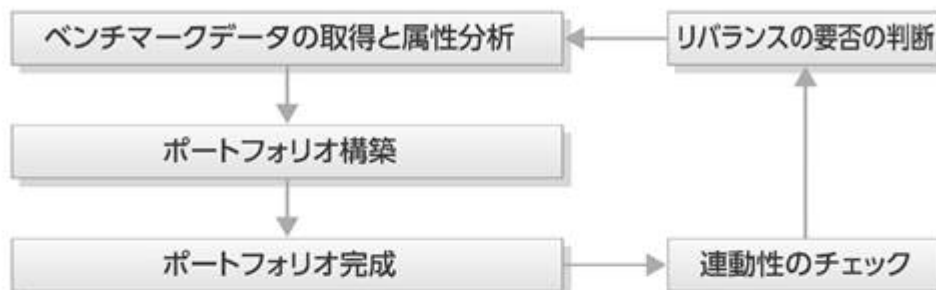 ベンチマークデータの取得と属性分析
リバランスの要否の判断
ポートフォリオ構築
ポートフォリオ完成
連動性のチェック